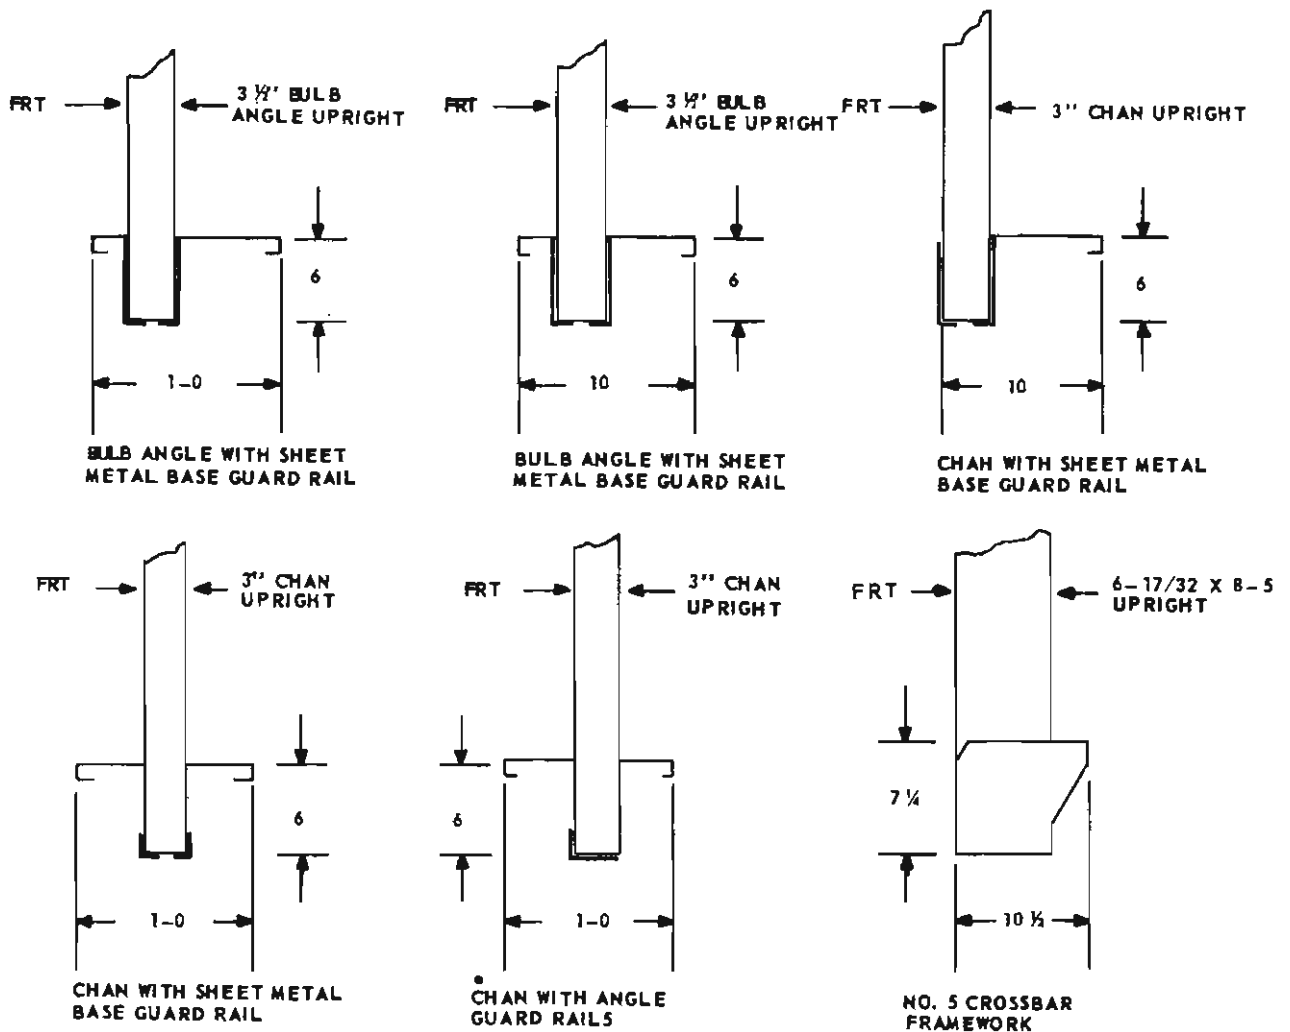 FRT
3 ½" BULB
ANGLE UPRIGHT
6
1-0
BULB ANGLE WITH SHEET
METAL BASE GUARD RAIL
FRT
3 ½" BULB
ANGLE UPRIGHT
6
10
BULB ANGLE WITH SHEET
METAL BASE GUARD RAIL
FRT
3" CHAN UPRIGHT
6
10
CHAH WITH SHEET METAL
BASE GUARD RAIL
FRT
3" CHAN
UPRIGHT
6
1-0
CHAN WITH SHEET METAL
BASE GUARD RAIL
FRT
3" CHAN
UPRIGHT
6
1-0
CHAN WITH ANGLE
GUARD RAILS
FRT
6-17/32 X 8-5
UPRIGHT
7 ¼
10 ½
NO. 5 CROSSBAR
FRAMEWORK